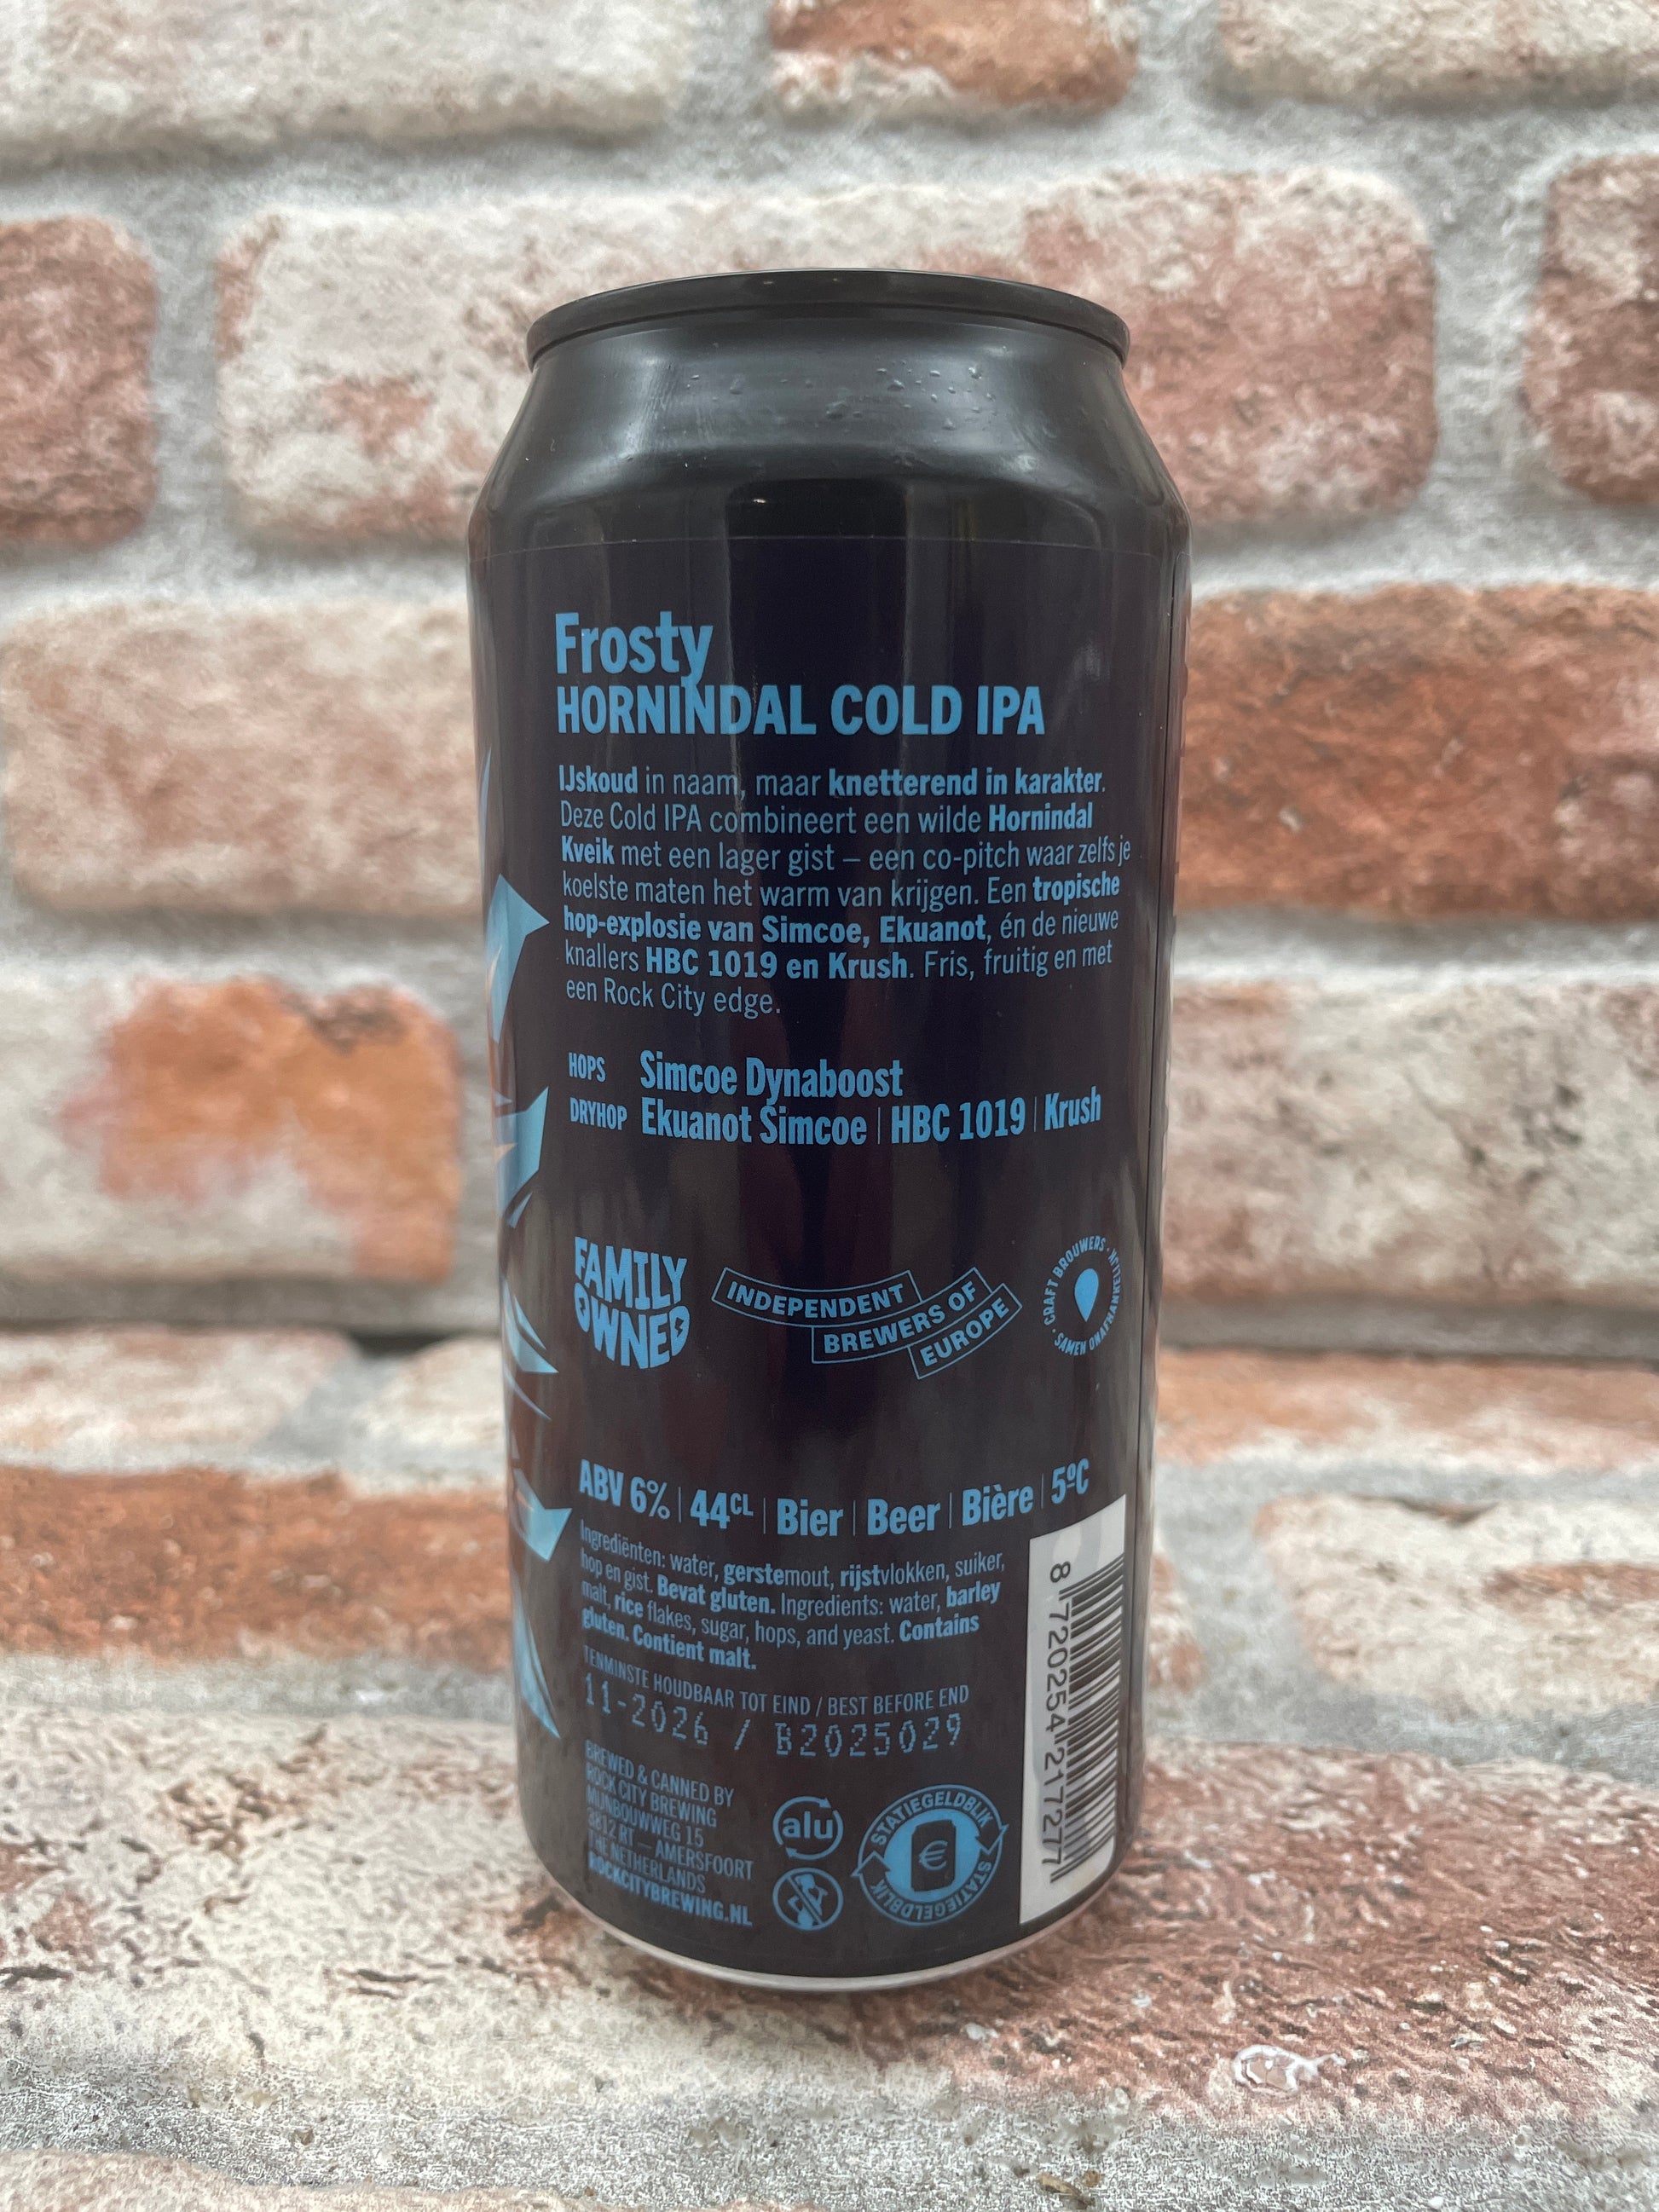 Frosty
HORNINDAL COLD IPA
IJskoud in naam, maar knetterend in karakter.
Deze Cold IPA combineert een wilde Hornindal
Kveik met een lager gist – een co-pitch waar zelfs je
koelste maten het warm van krijgen. Een tropische
hop-explosie van Simcoe, Ekuanot, én de nieuwe
knallers HBC 1019 en Krush. Fris, fruitig en met
een Rock City edge.
HOPS Simcoe Dynaboost
DRYHOP Ekuanot Simcoe | HBC 1019 | Krush
FAMILY
OWNED
INDEPENDENT
BREWERS OF
EUROPE
CRAFT BROUWERS · SAMEN ONAFHANKELIJK ·
ABV 6% | 44CL | Bier | Beer | Bière | 5ºC
Ingrediënten: water, gerstemout, rijstvlokken, suiker,
hop en gist. Bevat gluten. Ingredients: water, barley
malt, rice flakes, sugar, hops, and yeast. Contains
gluten. Contient malt.
TENMINSTE HOUDBAAR TOT EIND / BEST BEFORE END
11-2026 / B2025029
BREWED & CANNED BY
ROCK CITY BREWING
MIJNBOUWWEG 15
3812 RT — AMERSFOORT
THE NETHERLANDS
ROCKCITYBREWING.NL
alu
STATIEGELDBLIK
STATIEGELDBLIK
€
8 720254 217277